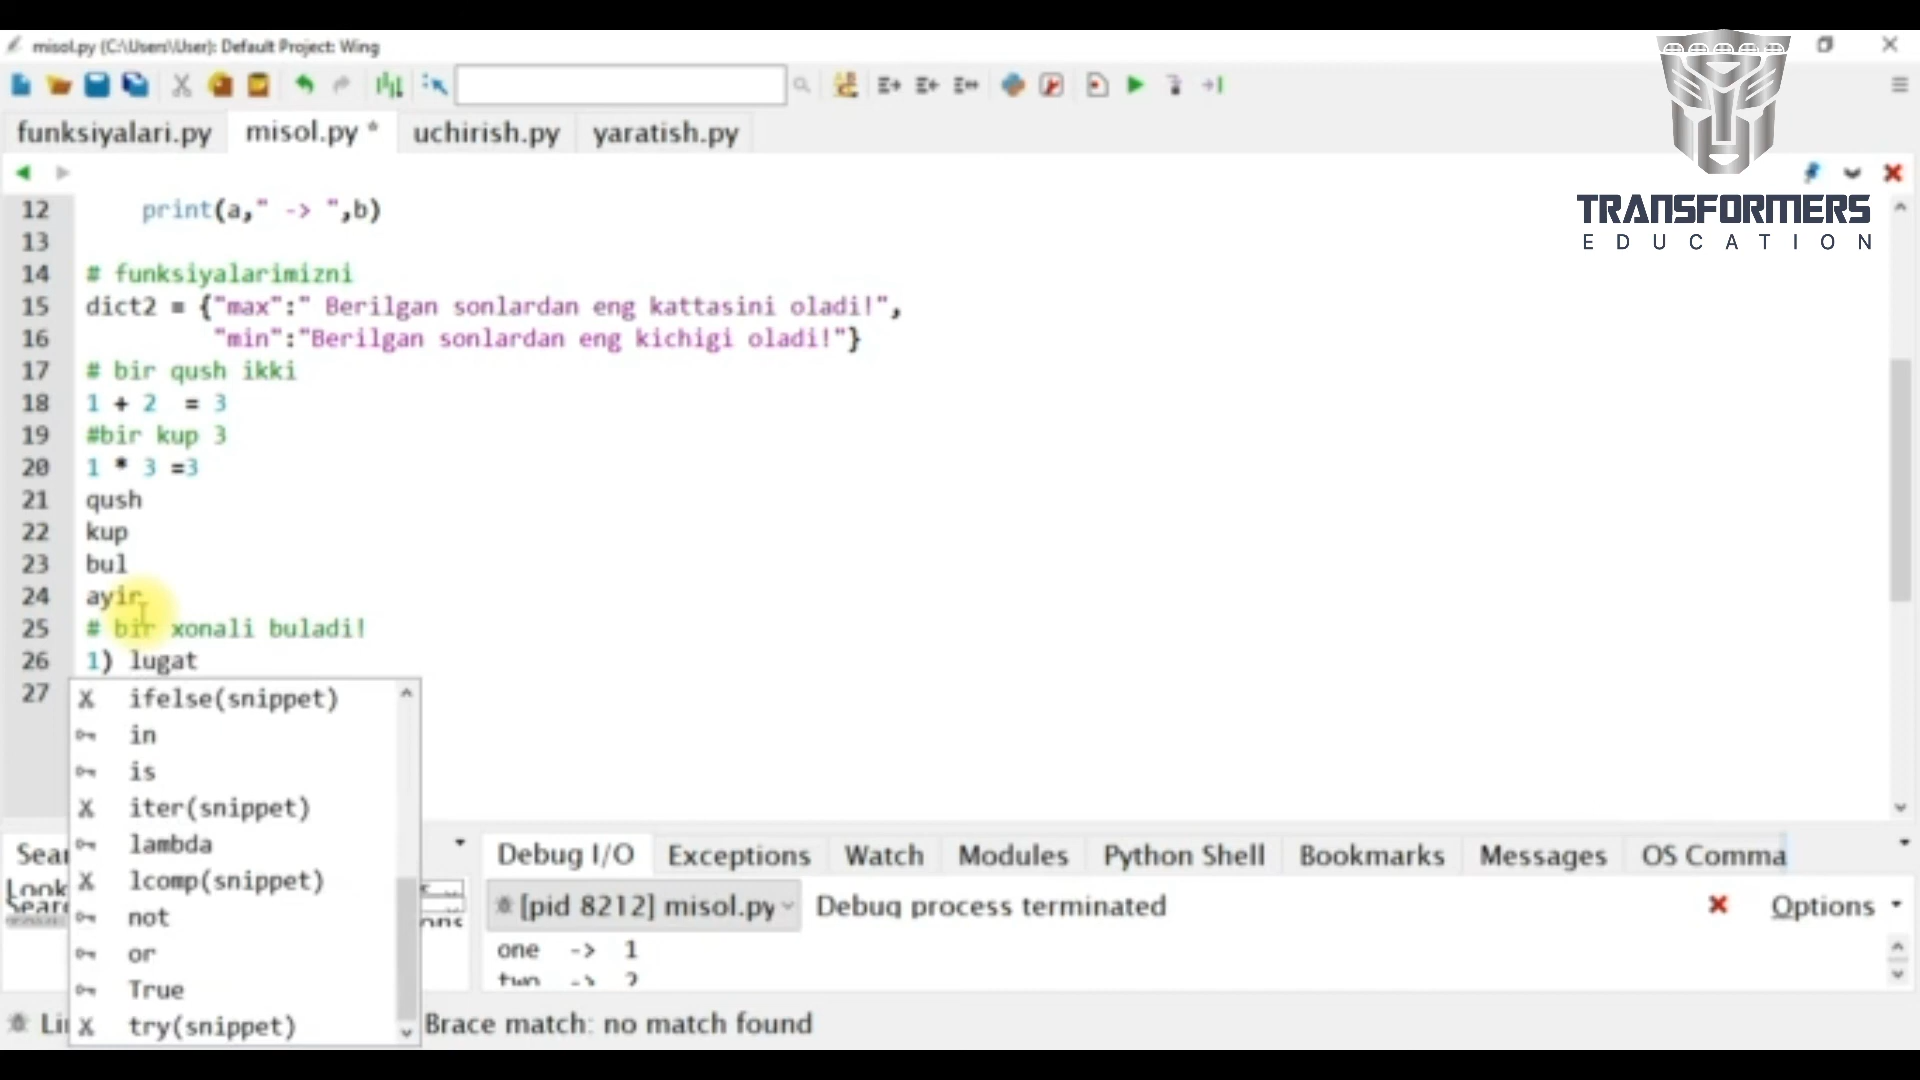 misol.py (C:\Users\User): Default Project: Wing
funksiyalari.py misol.py * uchirish.py yaratish.py
TRANSFORMERS
EDUCATION
12 print(a," -> ",b)
13
14 # funksiyalarimizni
15 dict2 = {"max":" Berilgan sonlardan eng kattasini oladi!",
16 "min":"Berilgan sonlardan eng kichigi oladi!"}
17 # bir qush ikki
18 1 + 2  = 3
19 #bir kup 3
20 1 * 3 =3
21 qush
22 kup
23 bul
24 ayir
25 # bir xonali buladi!
26 1) lugat
27
ifelse(snippet)
in
is
iter(snippet)
lambda
lcomp(snippet)
not
or
True
try(snippet)
Debug I/O Exceptions Watch Modules Python Shell Bookmarks Messages OS Comma
[pid 8212] misol.py Debug process terminated Options
one -> 1
two -> 2
Brace match: no match found